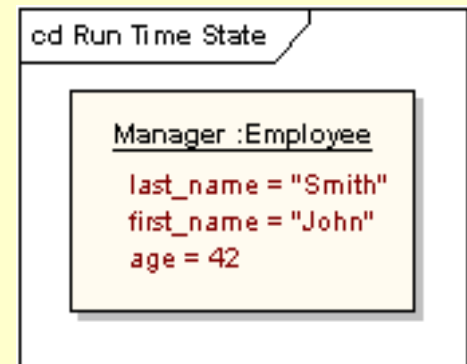 cd Run Time State
Manager :Employee
last_name = "Smith"
first_name = "John"
age = 42